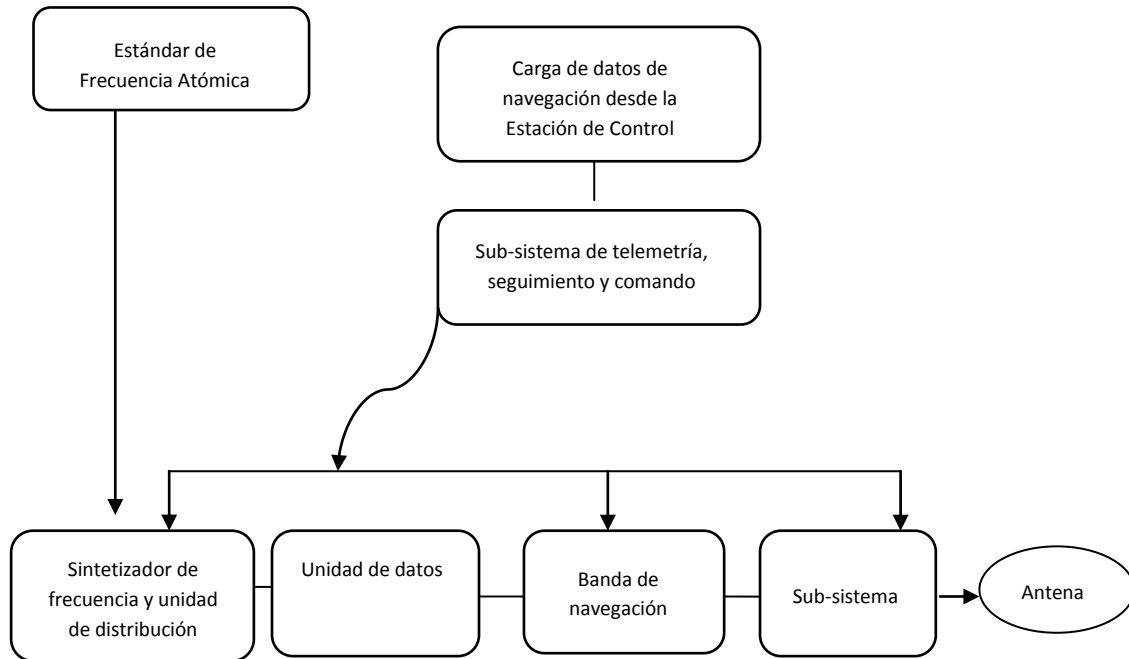 Estándar de
Frecuencia Atómica
Carga de datos de
navegación desde la
Estación de Control
Sub-sistema de telemetría,
seguimiento y comando
Sintetizador de
frecuencia y unidad
de distribución
Unidad de datos
Banda de
navegación
Sub-sistema
Antena